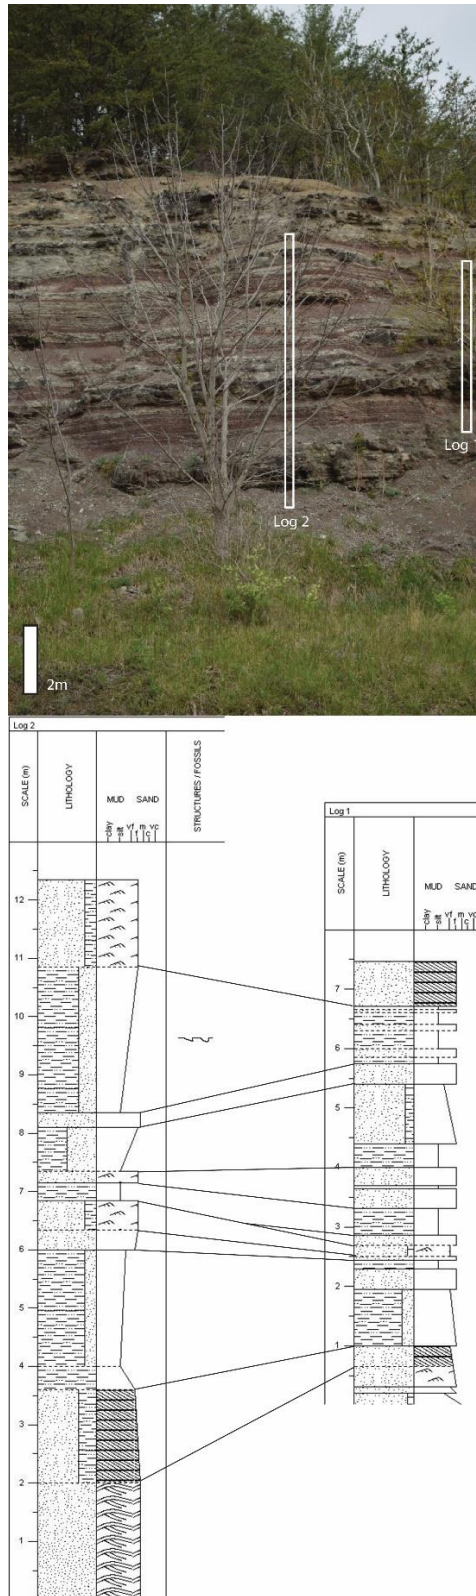 Log 2
Log
2m
Log 2
SCALE (m)
LITHOLOGY
MUD SAND
clay
silt
vf
f
m
c
vc
STRUCTURES / FOSSILS
12
11
10
9
8
7
6
5
4
3
2
1
Log 1
SCALE (m)
LITHOLOGY
MUD SAND
clay
silt
vf
f
m
c
vc
7
6
5
4
3
2
1